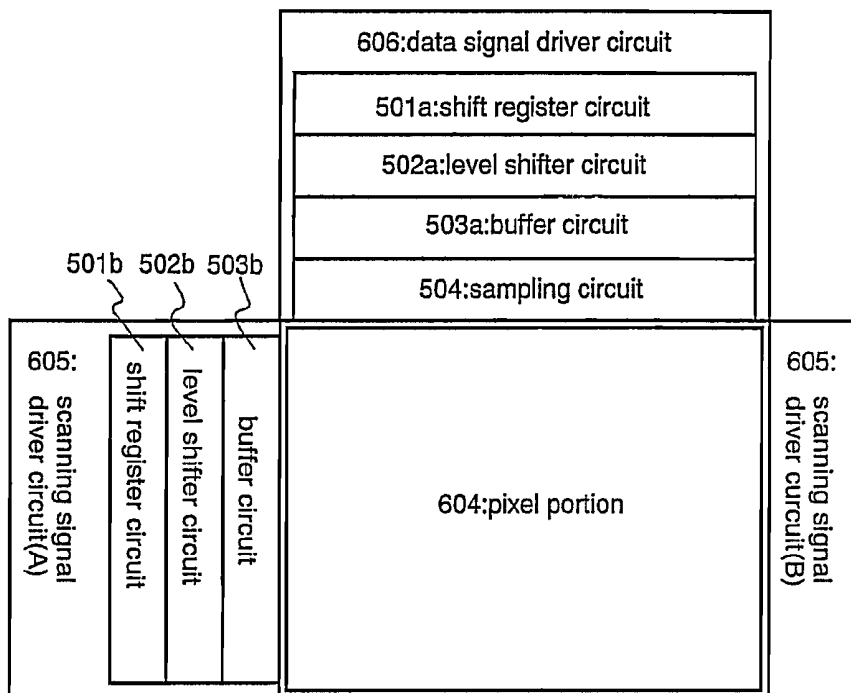 606:data signal driver circuit
501a:shift register circuit
502a:level shifter circuit
503a:buffer circuit
504:sampling circuit
501b 502b 503b
605:
scanning signal
driver circuit(A)
shift register circuit
level shifter circuit
buffer circuit
604:pixel portion
605:
scanning signal
driver curcuit(B)